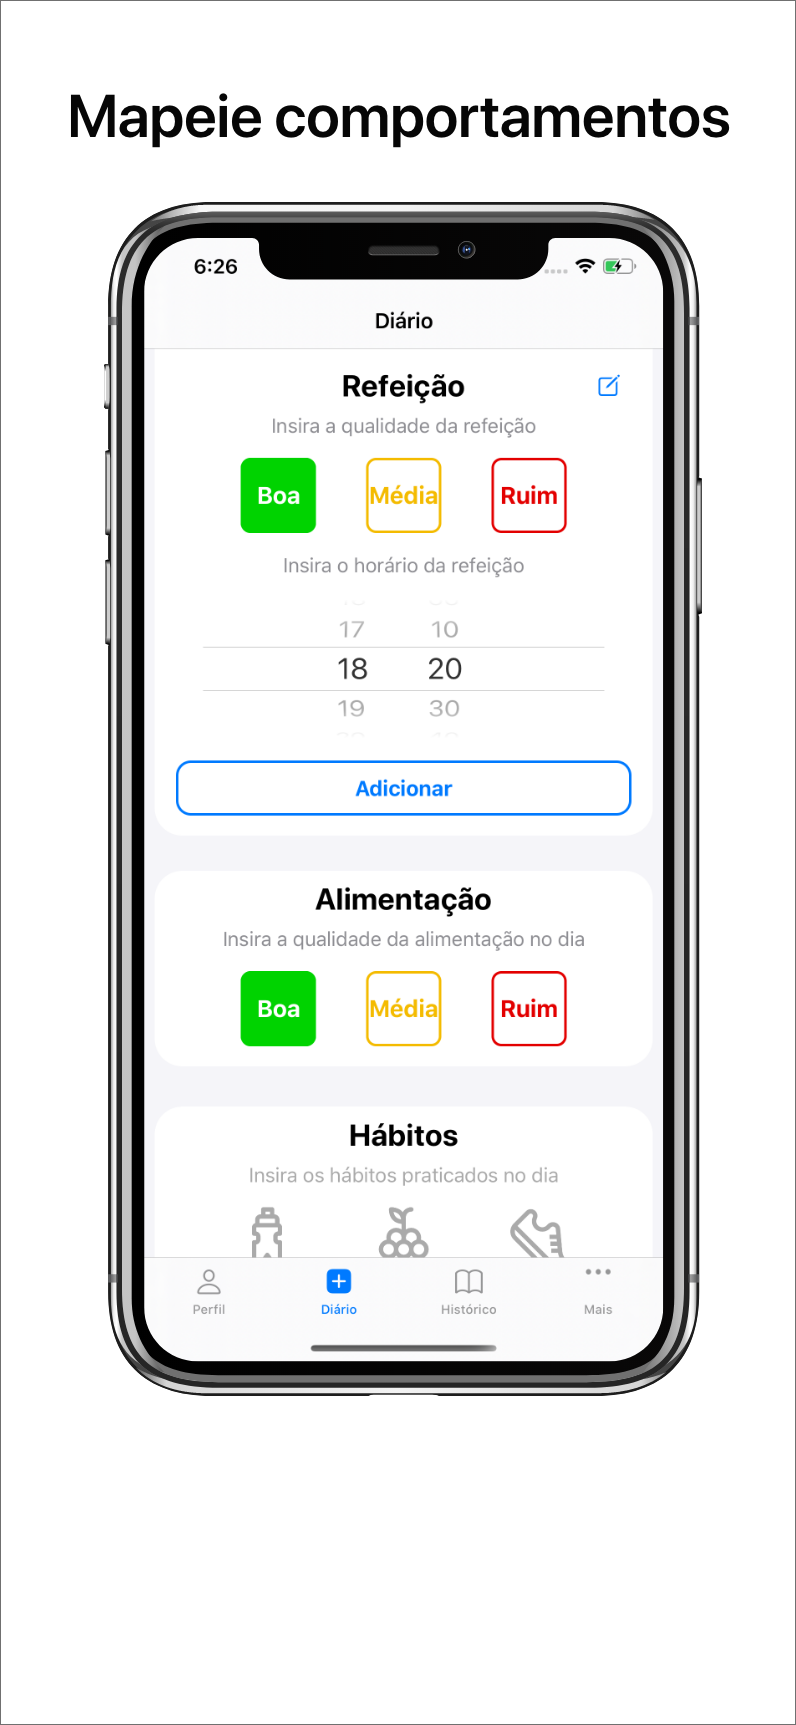 Mapeie comportamentos
6:26
Diário
Refeição
Insira a qualidade da refeição
Boa Média Ruim
Insira o horário da refeição
17 10
18 20
19 30
Adicionar
Alimentação
Insira a qualidade da alimentação no dia
Boa Média Ruim
Hábitos
Insira os hábitos praticados no dia
Perfil Diário Histórico Mais